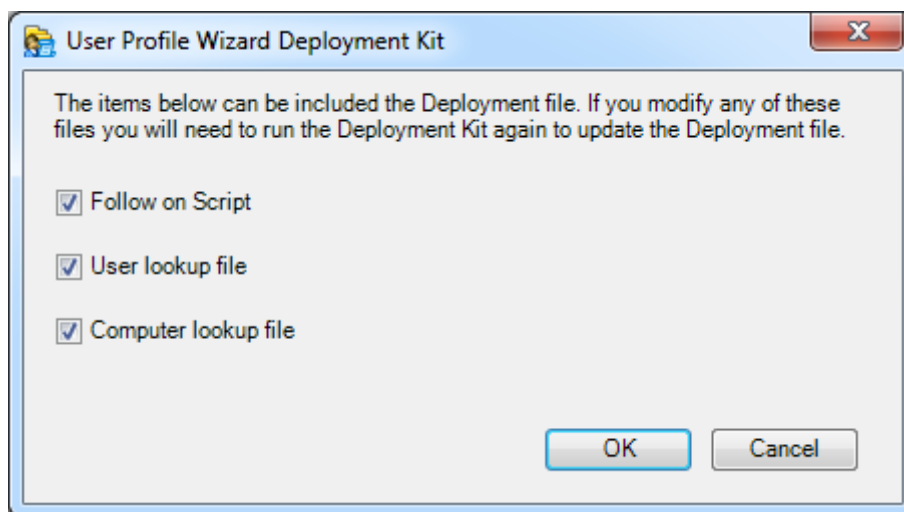 User Profile Wizard Deployment Kit
The items below can be included the Deployment file. If you modify any of these
files you will need to run the Deployment Kit again to update the Deployment file.
Follow on Script
User lookup file
Computer lookup file
OK
Cancel